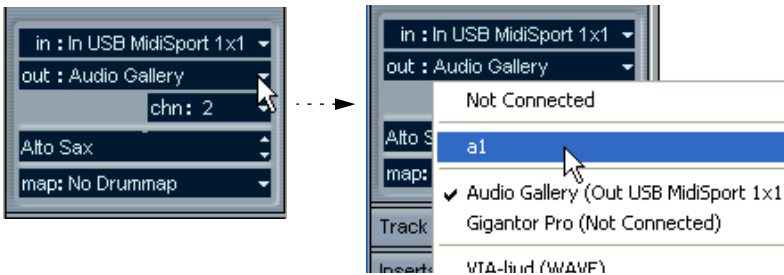 in : In USB MidiSport 1x1
out : Audio Gallery
chn: 2
Alto Sax
map: No Drummap
in : In USB MidiSport 1x1
out : Audio Gallery
Not Connected
Alto S
a1
map:
Audio Gallery (Out USB MidiSport 1x1
Track
Gigantor Pro (Not Connected)
Inserts
VIA-ljud (WAVE)